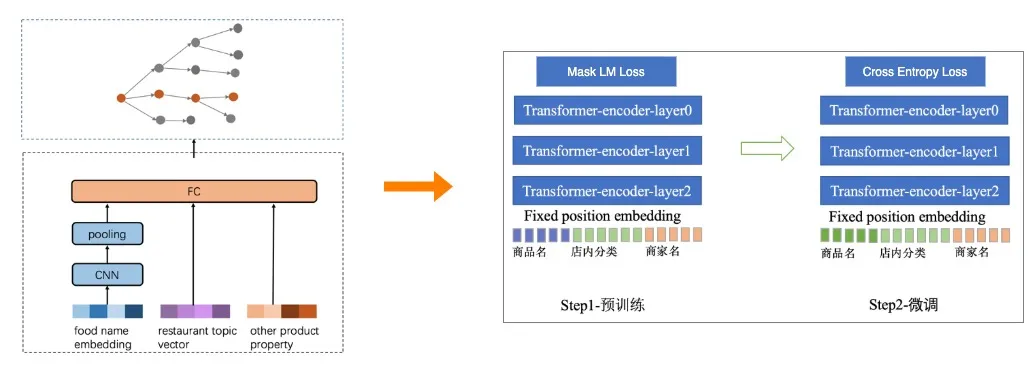 FC
pooling
CNN
food name
embedding
restaurant topic
vector
other product
property
Mask LM Loss
Transformer-encoder-layer0
Transformer-encoder-layer1
Transformer-encoder-layer2
Fixed position embedding
商品名 店内分类 商家名
Step1-预训练
Cross Entropy Loss
Transformer-encoder-layer0
Transformer-encoder-layer1
Transformer-encoder-layer2
Fixed position embedding
商品名 店内分类 商家名
Step2-微调